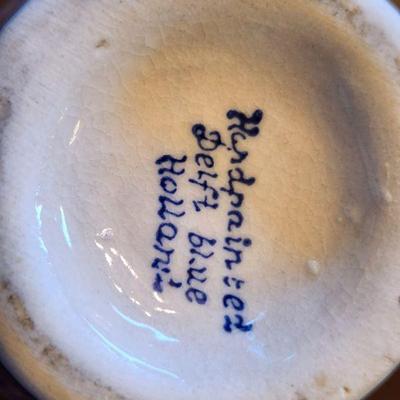 Handpainted
Delft blue
Holland